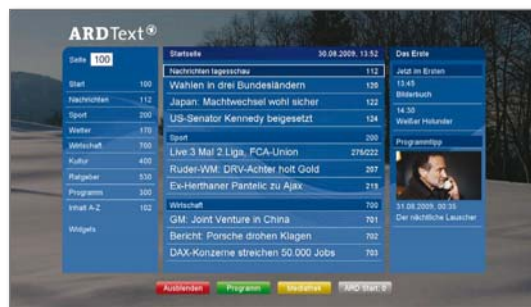 ARD Text
Seite 100
Start 100
Nachrichten 112
Sport 200
Wetter 170
Wirtschaft 700
Kultur 400
Ratgeber 530
Programm 300
Inhalt A-Z 102
Widgets
Startseite 30.08.2009, 13:52
Nachrichten tagesschau 112
Wahlen in drei Bundesländern 120
Japan: Machtwechsel wohl sicher 122
US-Senator Kennedy beigesetzt 124
Sport 200
Live:3 Mal 2.Liga, FCA-Union 276/222
Ruder-WM: DRV-Achter holt Gold 207
Ex-Herthaner Pantelic zu Ajax 219
Wirtschaft 700
GM: Joint Venture in China 701
Bericht: Porsche drohen Klagen 702
DAX-Konzerne streichen 50.000 Jobs 703
Das Erste
Jetzt im Ersten
13:45
Bilderbuch
14:30
Weißer Holunder
Programmtipp
31.08.2009, 00:35
Der nächtliche Lauscher
Ausblenden Programm Mediathek ARD Start: 0